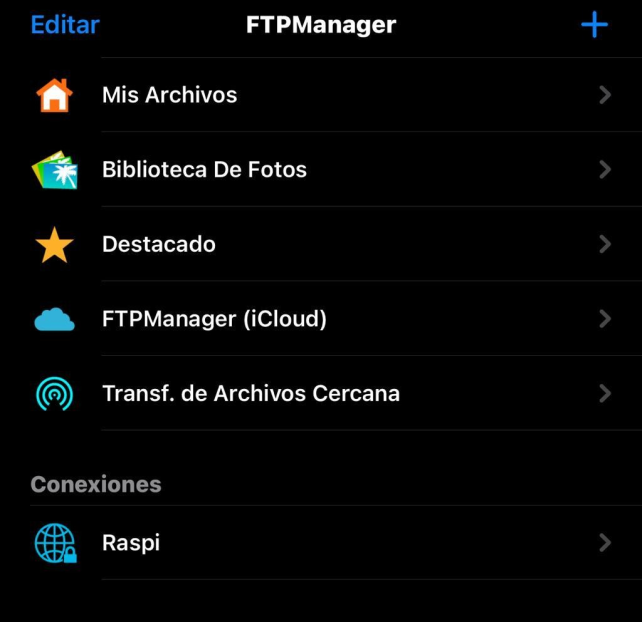 Editar FTPManager +
Mis Archivos
Biblioteca De Fotos
Destacado
FTPManager (iCloud)
Transf. de Archivos Cercana
Conexiones
Raspi